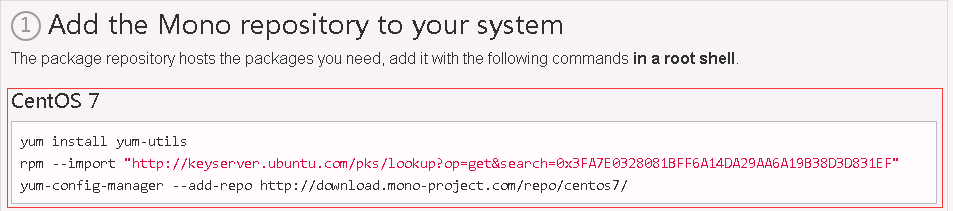 1 Add the Mono repository to your system
The package repository hosts the packages you need, add it with the following commands in a root shell.
CentOS 7
yum install yum-utils
rpm --import "http://keyserver.ubuntu.com/pks/lookup?op=get&search=0x3FA7E0328081BFF6A14DA29AA6A19B38D3D831EF"
yum-config-manager --add-repo http://download.mono-project.com/repo/centos7/